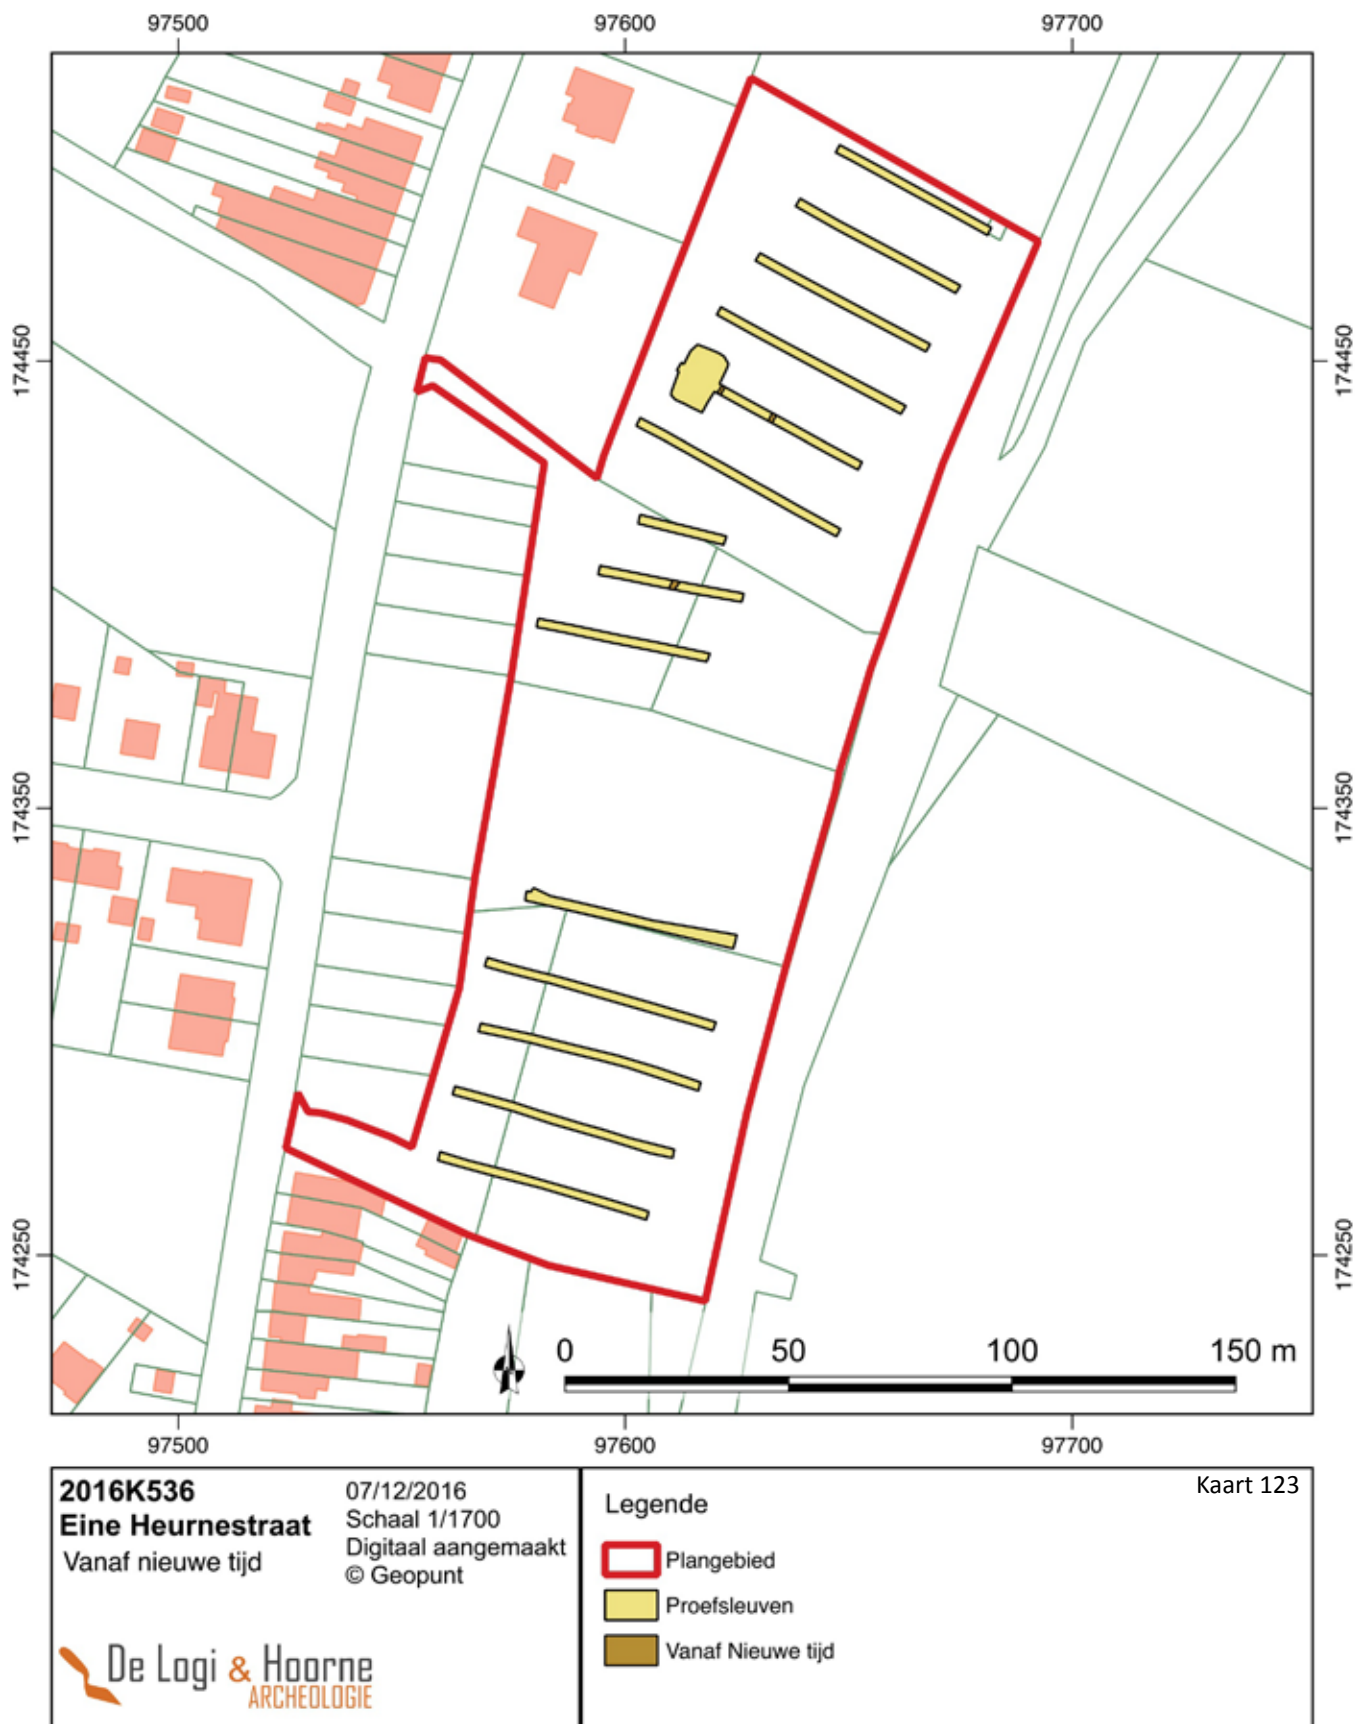 97500 97600 97700
174450 174450
174350 174350
174250 174250
0 50 100 150 m
97500 97600 97700
2016K536
Eine Heurnestraat
Vanaf nieuwe tijd
07/12/2016
Schaal 1/1700
Digitaal aangemaakt
© Geopunt
De Logi & Hoorne
ARCHEOLOGIE
Legende
Plangebied
Proefsleuven
Vanaf Nieuwe tijd
Kaart 123